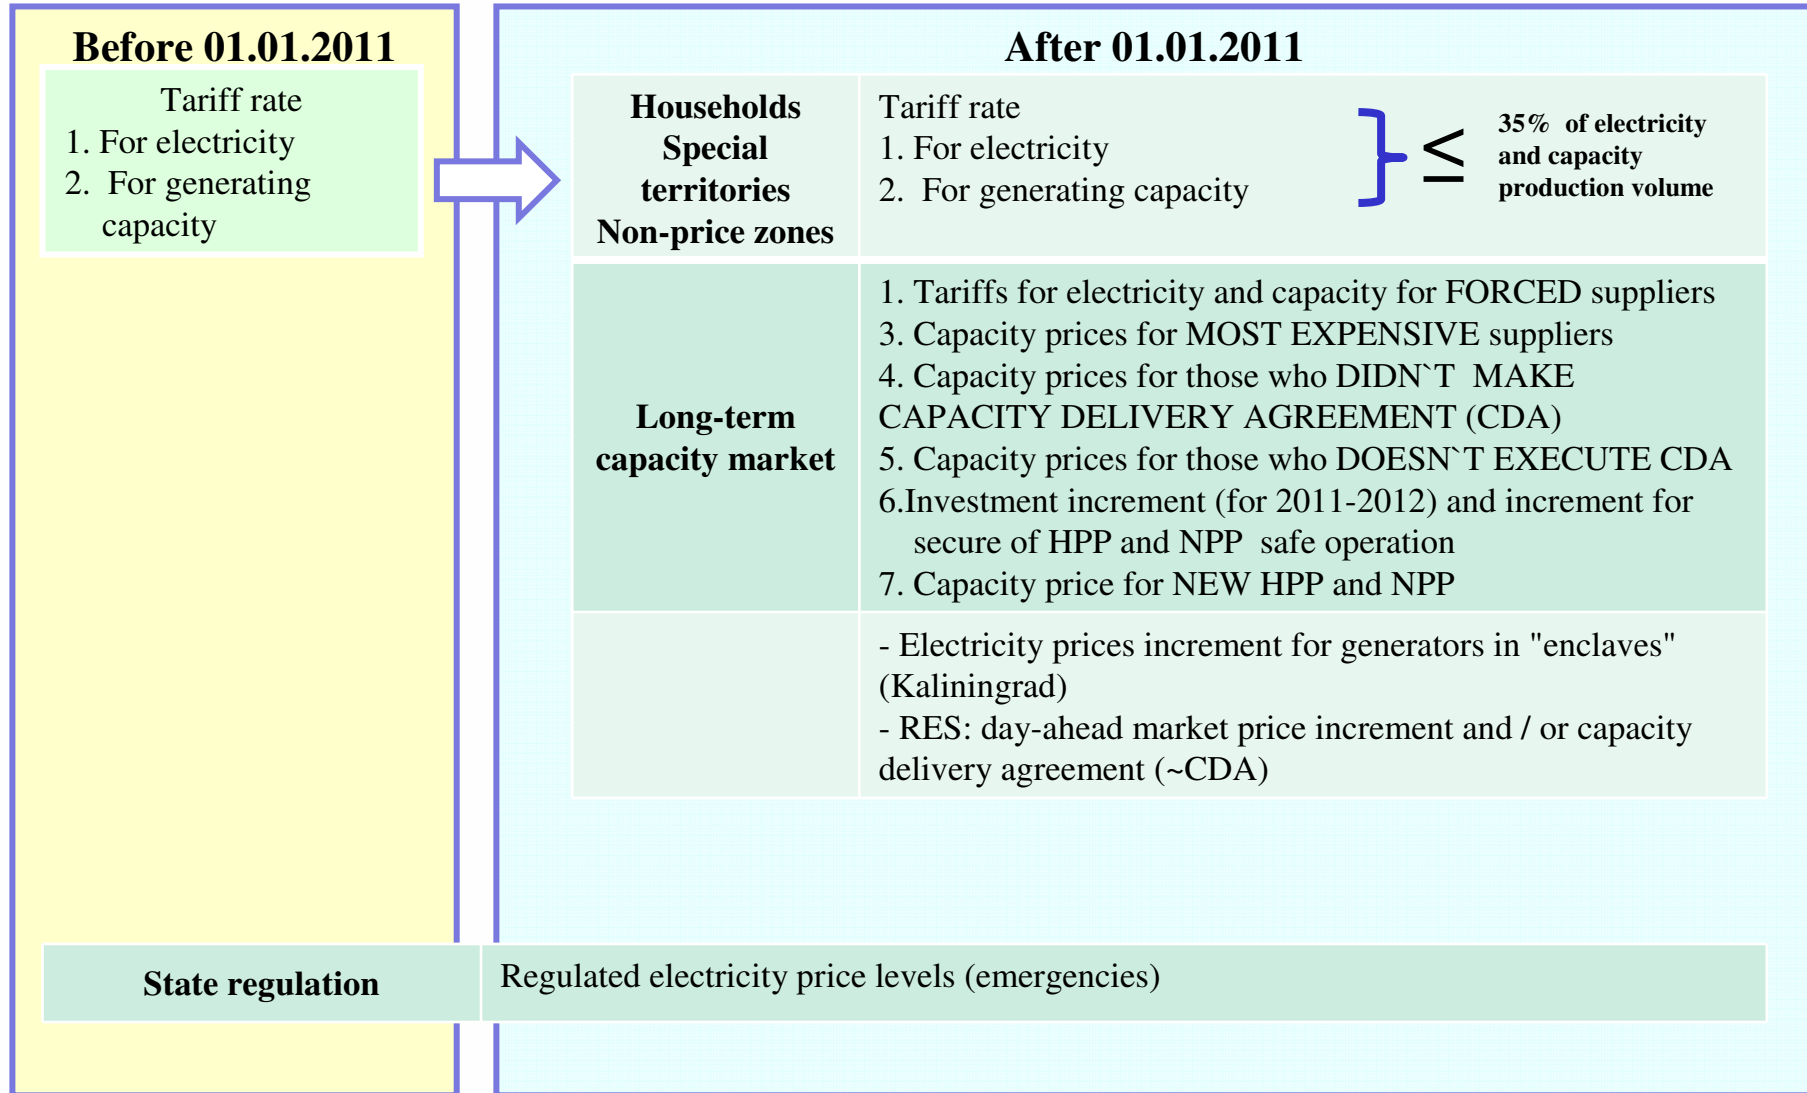 Before 01.01.2011
Tariff rate
1. For electricity
2.  For generating
capacity
After 01.01.2011
Households
Special
territories
Non-price zones
Tariff rate
1. For electricity
2.  For generating capacity
≤
35%  of electricity
and capacity
production volume
Long-term
capacity market
1. Tariffs for electricity and capacity for FORCED suppliers
3. Capacity prices for MOST EXPENSIVE suppliers
4. Capacity prices for those who DIDN`T  MAKE
CAPACITY DELIVERY AGREEMENT (CDA)
5. Capacity prices for those who DOESN`T EXECUTE CDA
6.Investment increment (for 2011-2012) and increment for
secure of HPP and NPP  safe operation
7. Capacity price for NEW HPP and NPP
- Electricity prices increment for generators in "enclaves"
(Kaliningrad)
- RES: day-ahead market price increment and / or capacity
delivery agreement (~CDA)
State regulation
Regulated electricity price levels (emergencies)